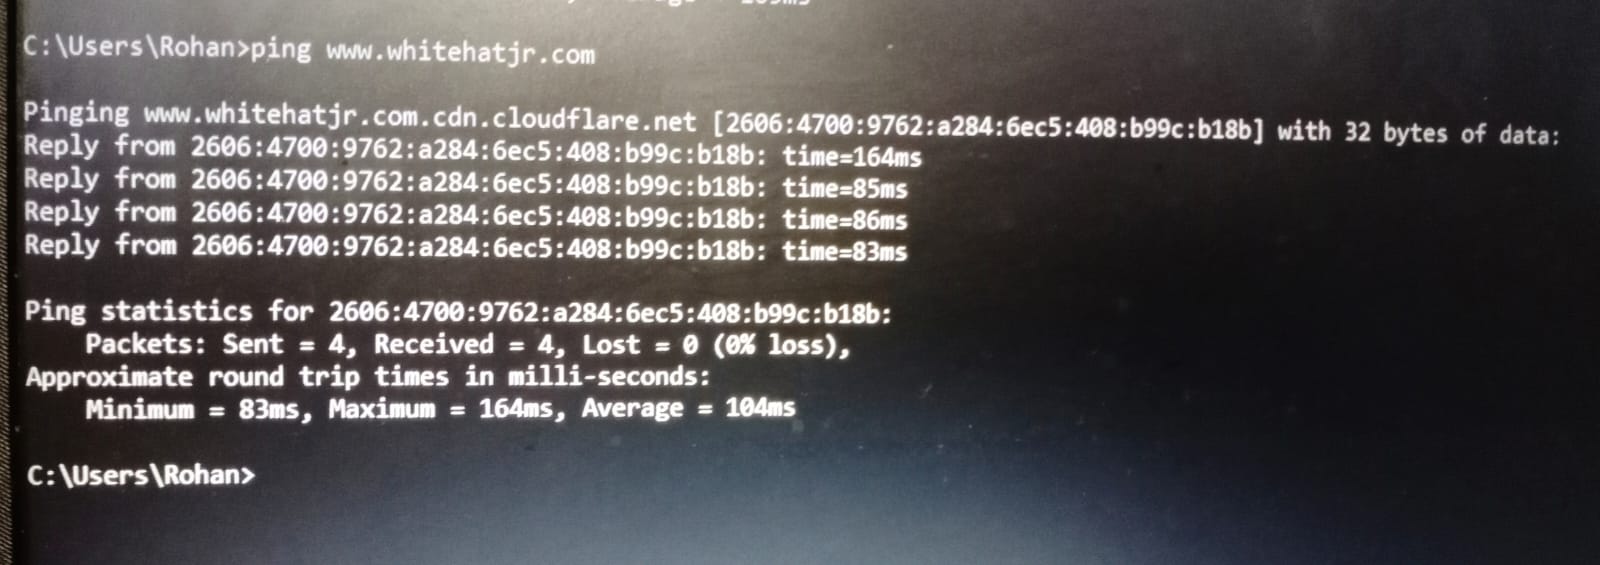 C:\Users\Rohan>ping www.whitehatjr.com
Pinging www.whitehatjr.com.cdn.cloudflare.net [2606:4700:9762:a284:6ec5:408:b99c:b18b] with 32 bytes of data:
Reply from 2606:4700:9762:a284:6ec5:408:b99c:b18b: time=164ms
Reply from 2606:4700:9762:a284:6ec5:408:b99c:b18b: time=85ms
Reply from 2606:4700:9762:a284:6ec5:408:b99c:b18b: time=86ms
Reply from 2606:4700:9762:a284:6ec5:408:b99c:b18b: time=83ms
Ping statistics for 2606:4700:9762:a284:6ec5:408:b99c:b18b:
    Packets: Sent = 4, Received = 4, Lost = 0 (0% loss),
Approximate round trip times in milli-seconds:
    Minimum = 83ms, Maximum = 164ms, Average = 104ms
C:\Users\Rohan>